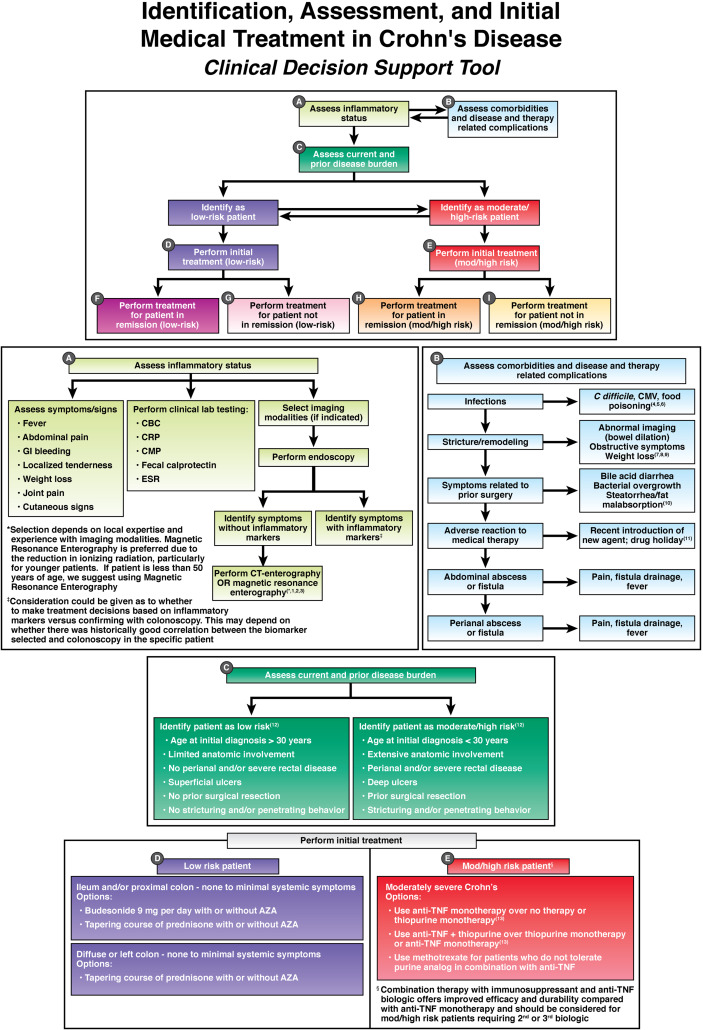 Identification, Assessment, and Initial
Medical Treatment in Crohn's Disease
Clinical Decision Support Tool
A
Assess inflammatory
status
B
Assess comorbidities
and disease and therapy
related complications
C
Assess current and
prior disease burden
Identify as
low-risk patient
Identify as moderate/
high-risk patient
D
Perform initial
treatment (low-risk)
E
Perform initial treatment
(mod/high risk)
F
Perform treatment
for patient in
remission (low-risk)
G
Perform treatment
for patient not
in remission (low-risk)
H
Perform treatment
for patient in
remission (mod/high risk)
I
Perform treatment
for patient not in
remission (mod/high risk)
A
Assess inflammatory status
Assess symptoms/signs
· Fever
· Abdominal pain
· GI bleeding
· Localized tenderness
· Weight loss
· Joint pain
· Cutaneous signs
Perform clinical lab testing:
· CBC
· CRP
· CMP
· Fecal calprotectin
· ESR
Select imaging
modalities (if indicated)
Perform endoscopy
Identify symptoms
without inflammatory
markers
Identify symptoms
with inflammatory
markers‡
Perform CT-enterography
OR magnetic resonance
enterography(*,1,2,3)
*Selection depends on local expertise and
experience with imaging modalities. Magnetic
Resonance Enterography is preferred due to
the reduction in ionizing radiation, particularly
for younger patients. If patient is less than 50
years of age, we suggest using Magnetic
Resonance Enterography
‡Consideration could be given as to whether
to make treatment decisions based on inflammatory
markers versus confirming with colonoscopy. This may depend on
whether there was historically good correlation between the biomarker
selected and colonoscopy in the specific patient
B
Assess comorbidities and disease and therapy
related complications
Infections
C difficile, CMV, food
poisoning(4,5,6)
Stricture/remodeling
Abnormal imaging
(bowel dilation)
Obstructive symptoms
Weight loss(7,8,9)
Symptoms related to
prior surgery
Bile acid diarrhea
Bacterial overgrowth
Steatorrhea/fat
malabsorption(10)
Adverse reaction to
medical therapy
Recent introduction of
new agent; drug holiday(11)
Abdominal abscess
or fistula
Pain, fistula drainage,
fever
Perianal abscess
or fistula
Pain, fistula drainage,
fever
C
Assess current and prior disease burden
Identify patient as low risk(12)
· Age at initial diagnosis > 30 years
· Limited anatomic involvement
· No perianal and/or severe rectal disease
· Superficial ulcers
· No prior surgical resection
· No stricturing and/or penetrating behavior
Identify patient as moderate/high risk(12)
· Age at initial diagnosis < 30 years
· Extensive anatomic involvement
· Perianal and/or severe rectal disease
· Deep ulcers
· Prior surgical resection
· Stricturing and/or penetrating behavior
Perform initial treatment
D
Low risk patient
Ileum and/or proximal colon - none to minimal systemic symptoms
Options:
· Budesonide 9 mg per day with or without AZA
· Tapering course of prednisone with or without AZA
Diffuse or left colon - none to minimal systemic symptoms
Options:
· Tapering course of prednisone with or without AZA
E
Mod/high risk patient§
Moderately severe Crohn's
Options:
· Use anti-TNF monotherapy over no therapy or
thiopurine monotherapy(13)
· Use anti-TNF + thiopurine over thiopurine monotherapy
or anti-TNF monotherapy(13)
· Use methotrexate for patients who do not tolerate
purine analog in combination with anti-TNF
§ Combination therapy with immunosuppressant and anti-TNF
biologic offers improved efficacy and durability compared
with anti-TNF monotherapy and should be considered for
mod/high risk patients requiring 2nd or 3rd biologic